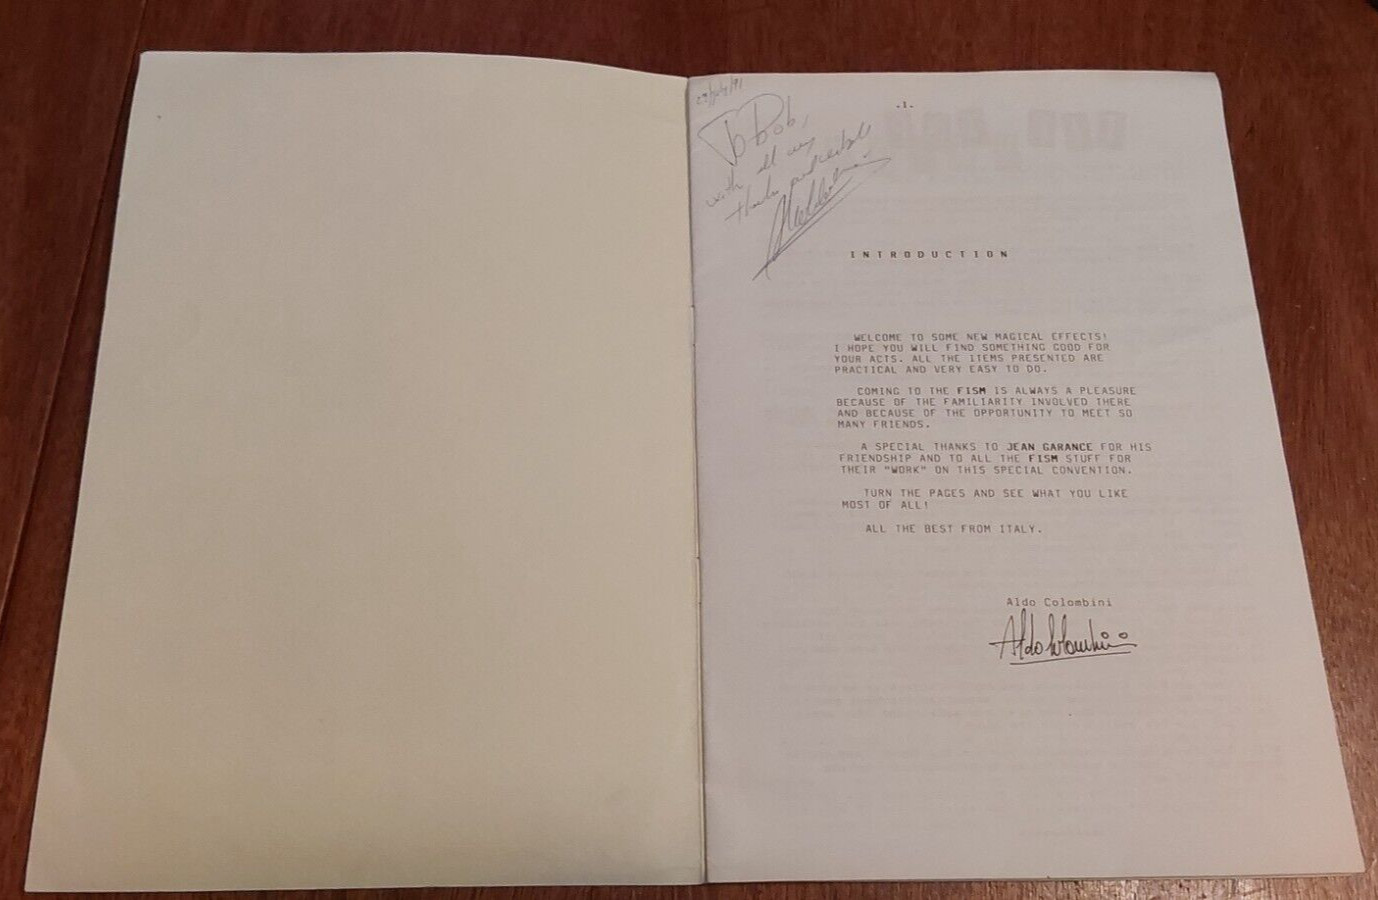 To Bob,
with all my
thanks
-1-
INTRODUCTION
WELCOME TO SOME NEW MAGICAL EFFECTS!
I HOPE YOU WILL FIND SOMETHING GOOD FOR
YOUR ACTS. ALL THE ITEMS PRESENTED ARE
PRACTICAL AND VERY EASY TO DO.
COMING TO THE FISM IS ALWAYS A PLEASURE
BECAUSE OF THE FAMILIARITY INVOLVED THERE
AND BECAUSE OF THE OPPORTUNITY TO MEET SO
MANY FRIENDS.
A SPECIAL THANKS TO JEAN GARANCE FOR HIS
FRIENDSHIP AND TO ALL THE FISM STUFF FOR
THEIR "WORK" ON THIS SPECIAL CONVENTION.
TURN THE PAGES AND SEE WHAT YOU LIKE
MOST OF ALL!
ALL THE BEST FROM ITALY.
Aldo Colombini
Aldo Colombini